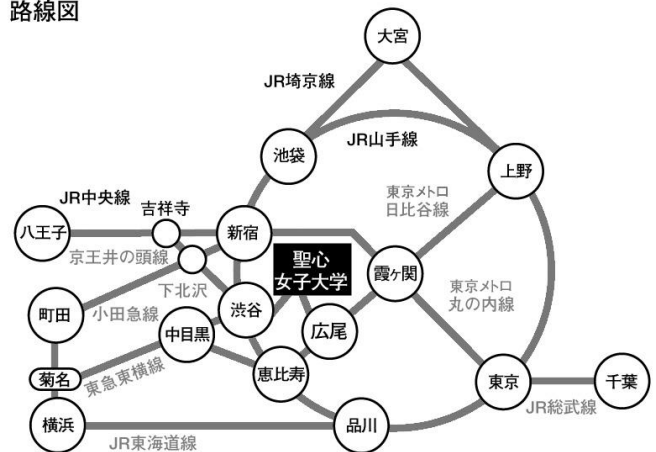 路線図
大宮
JR埼京線
池袋
JR山手線
上野
東京メトロ
日比谷線
JR中央線
吉祥寺
八王子
新宿
京王井の頭線
聖心
女子大学
霞ヶ関
下北沢
東京メトロ
丸の内線
町田
小田急線
渋谷
中目黒
広尾
菊名
東急東横線
恵比寿
東京
千葉
JR総武線
横浜
品川
JR東海道線